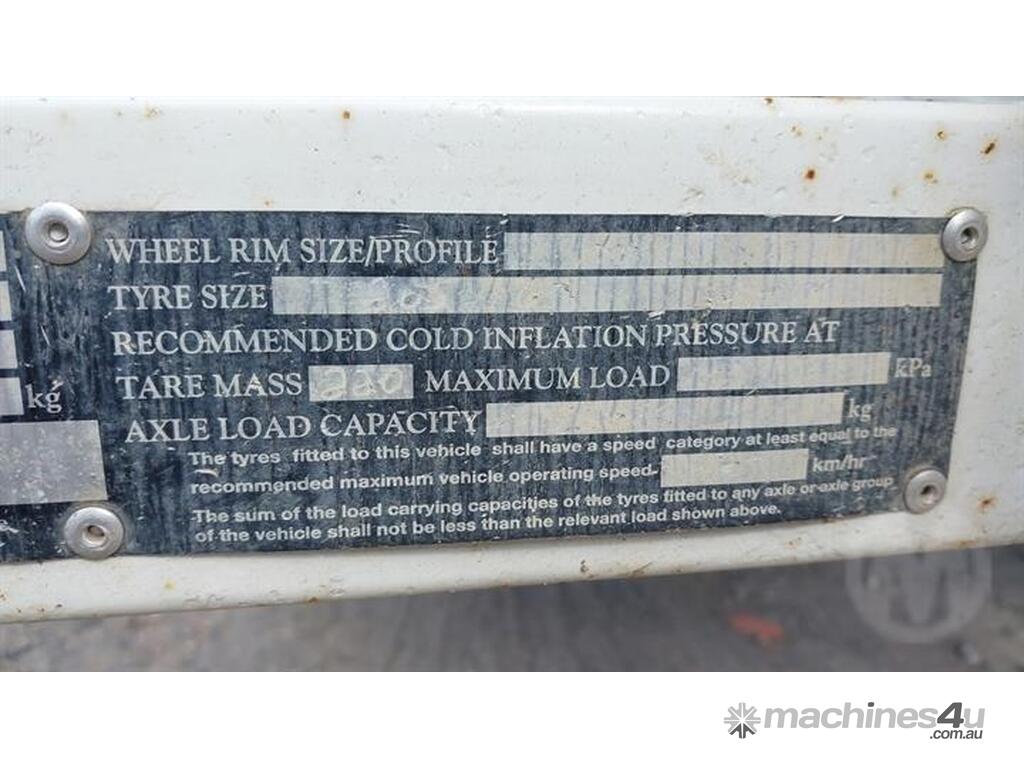 WHEEL RIM SIZE/PROFILE
TYRE SIZE
RECOMMENDED COLD INFLATION PRESSURE AT
kg TARE MASS 220 MAXIMUM LOAD kPa
AXLE LOAD CAPACITY kg
The tyres fitted to this vehicle shall have a speed category at least equal to the
recommended maximum vehicle operating speed- km/hr
The sum of the load carrying capacities of the tyres fitted to any axle or axle group
of the vehicle shall not be less than the relevant load shown above.
machines4u
.com.au